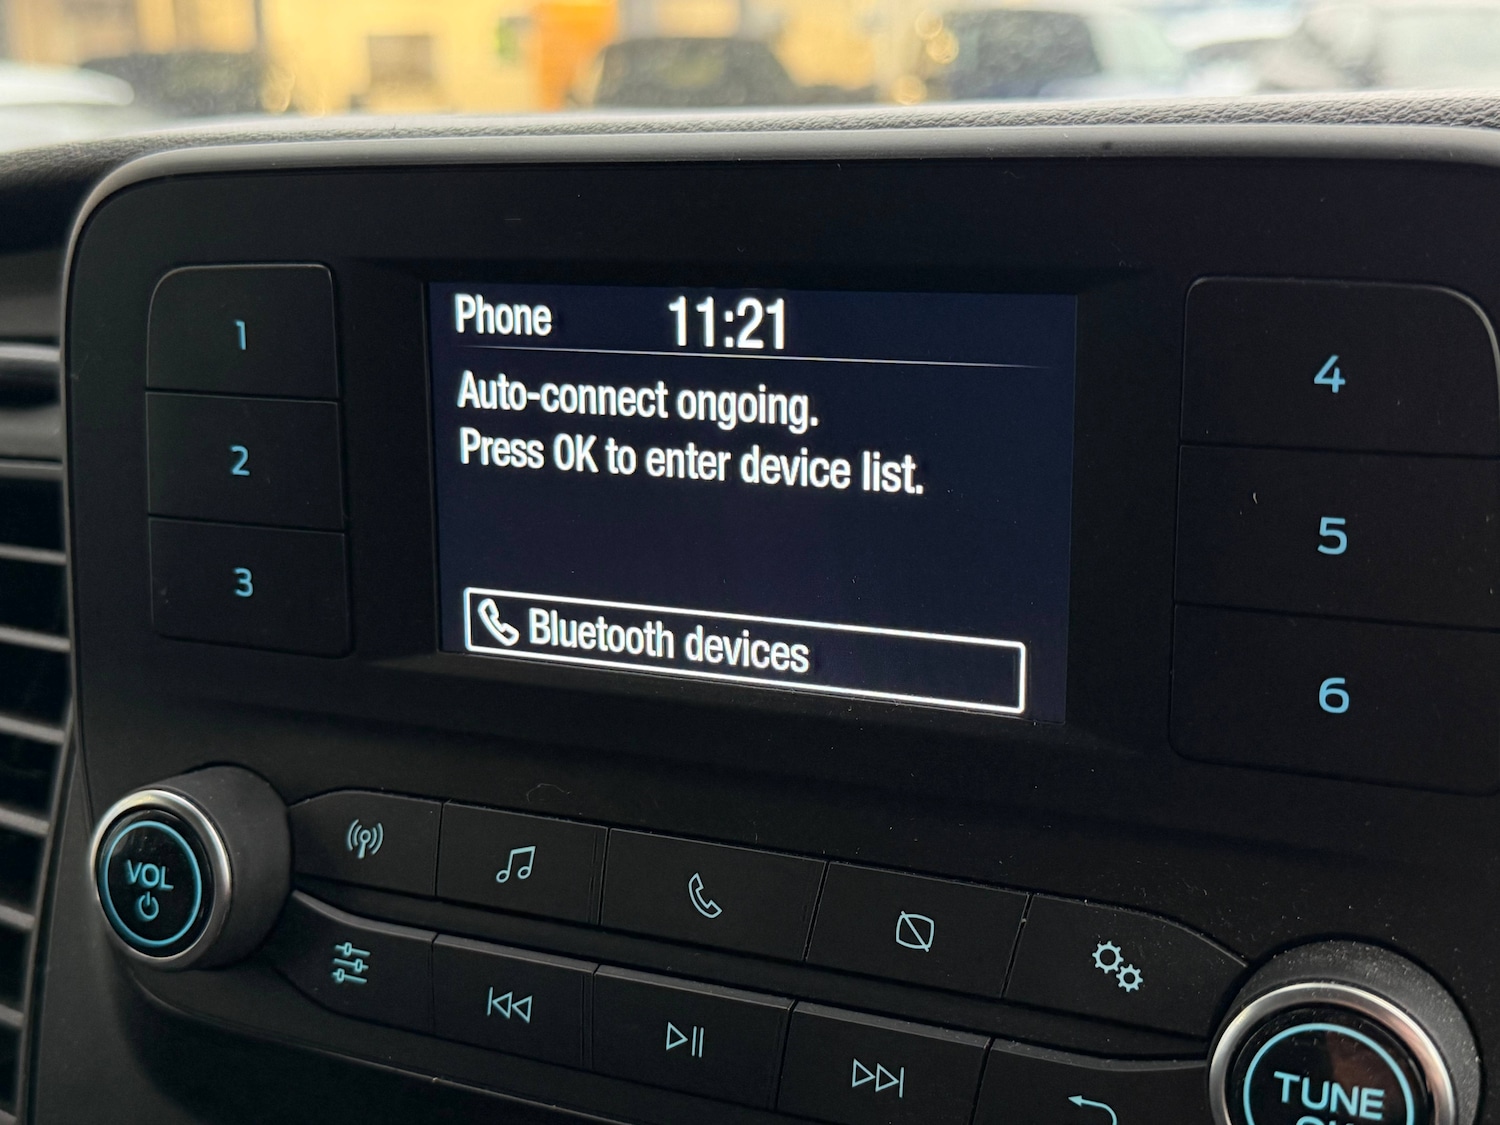 Phone 11:21
Auto-connect ongoing.
Press OK to enter device list.
Bluetooth devices
1
2
3
4
5
6
VOL
TUNE